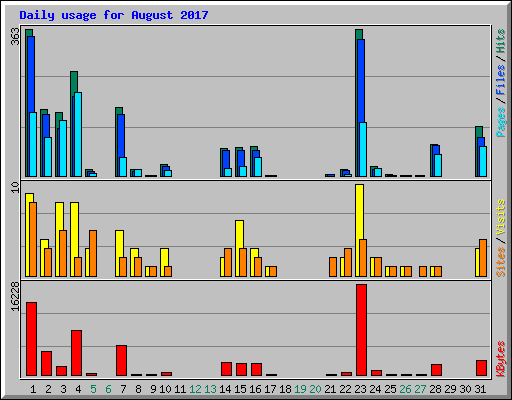 Daily usage for August 2017
363
Pages/Files/Hits
10
Sites/Visits
16228
KBytes
1 2 3 4 5 6 7 8 9 10 11 12 13 14 15 16 17 18 19 20 21 22 23 24 25 26 27 28 29 30 31